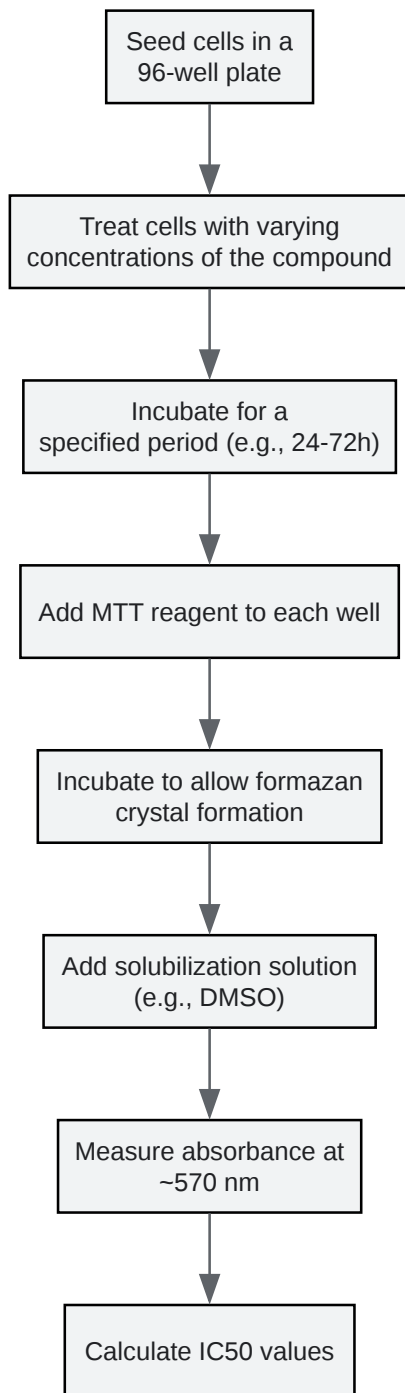 Seed cells in a
96-well plate
Treat cells with varying
concentrations of the compound
Incubate for a
specified period (e.g., 24-72h)
Add MTT reagent to each well
Incubate to allow formazan
crystal formation
Add solubilization solution
(e.g., DMSO)
Measure absorbance at
~570 nm
Calculate IC50 values